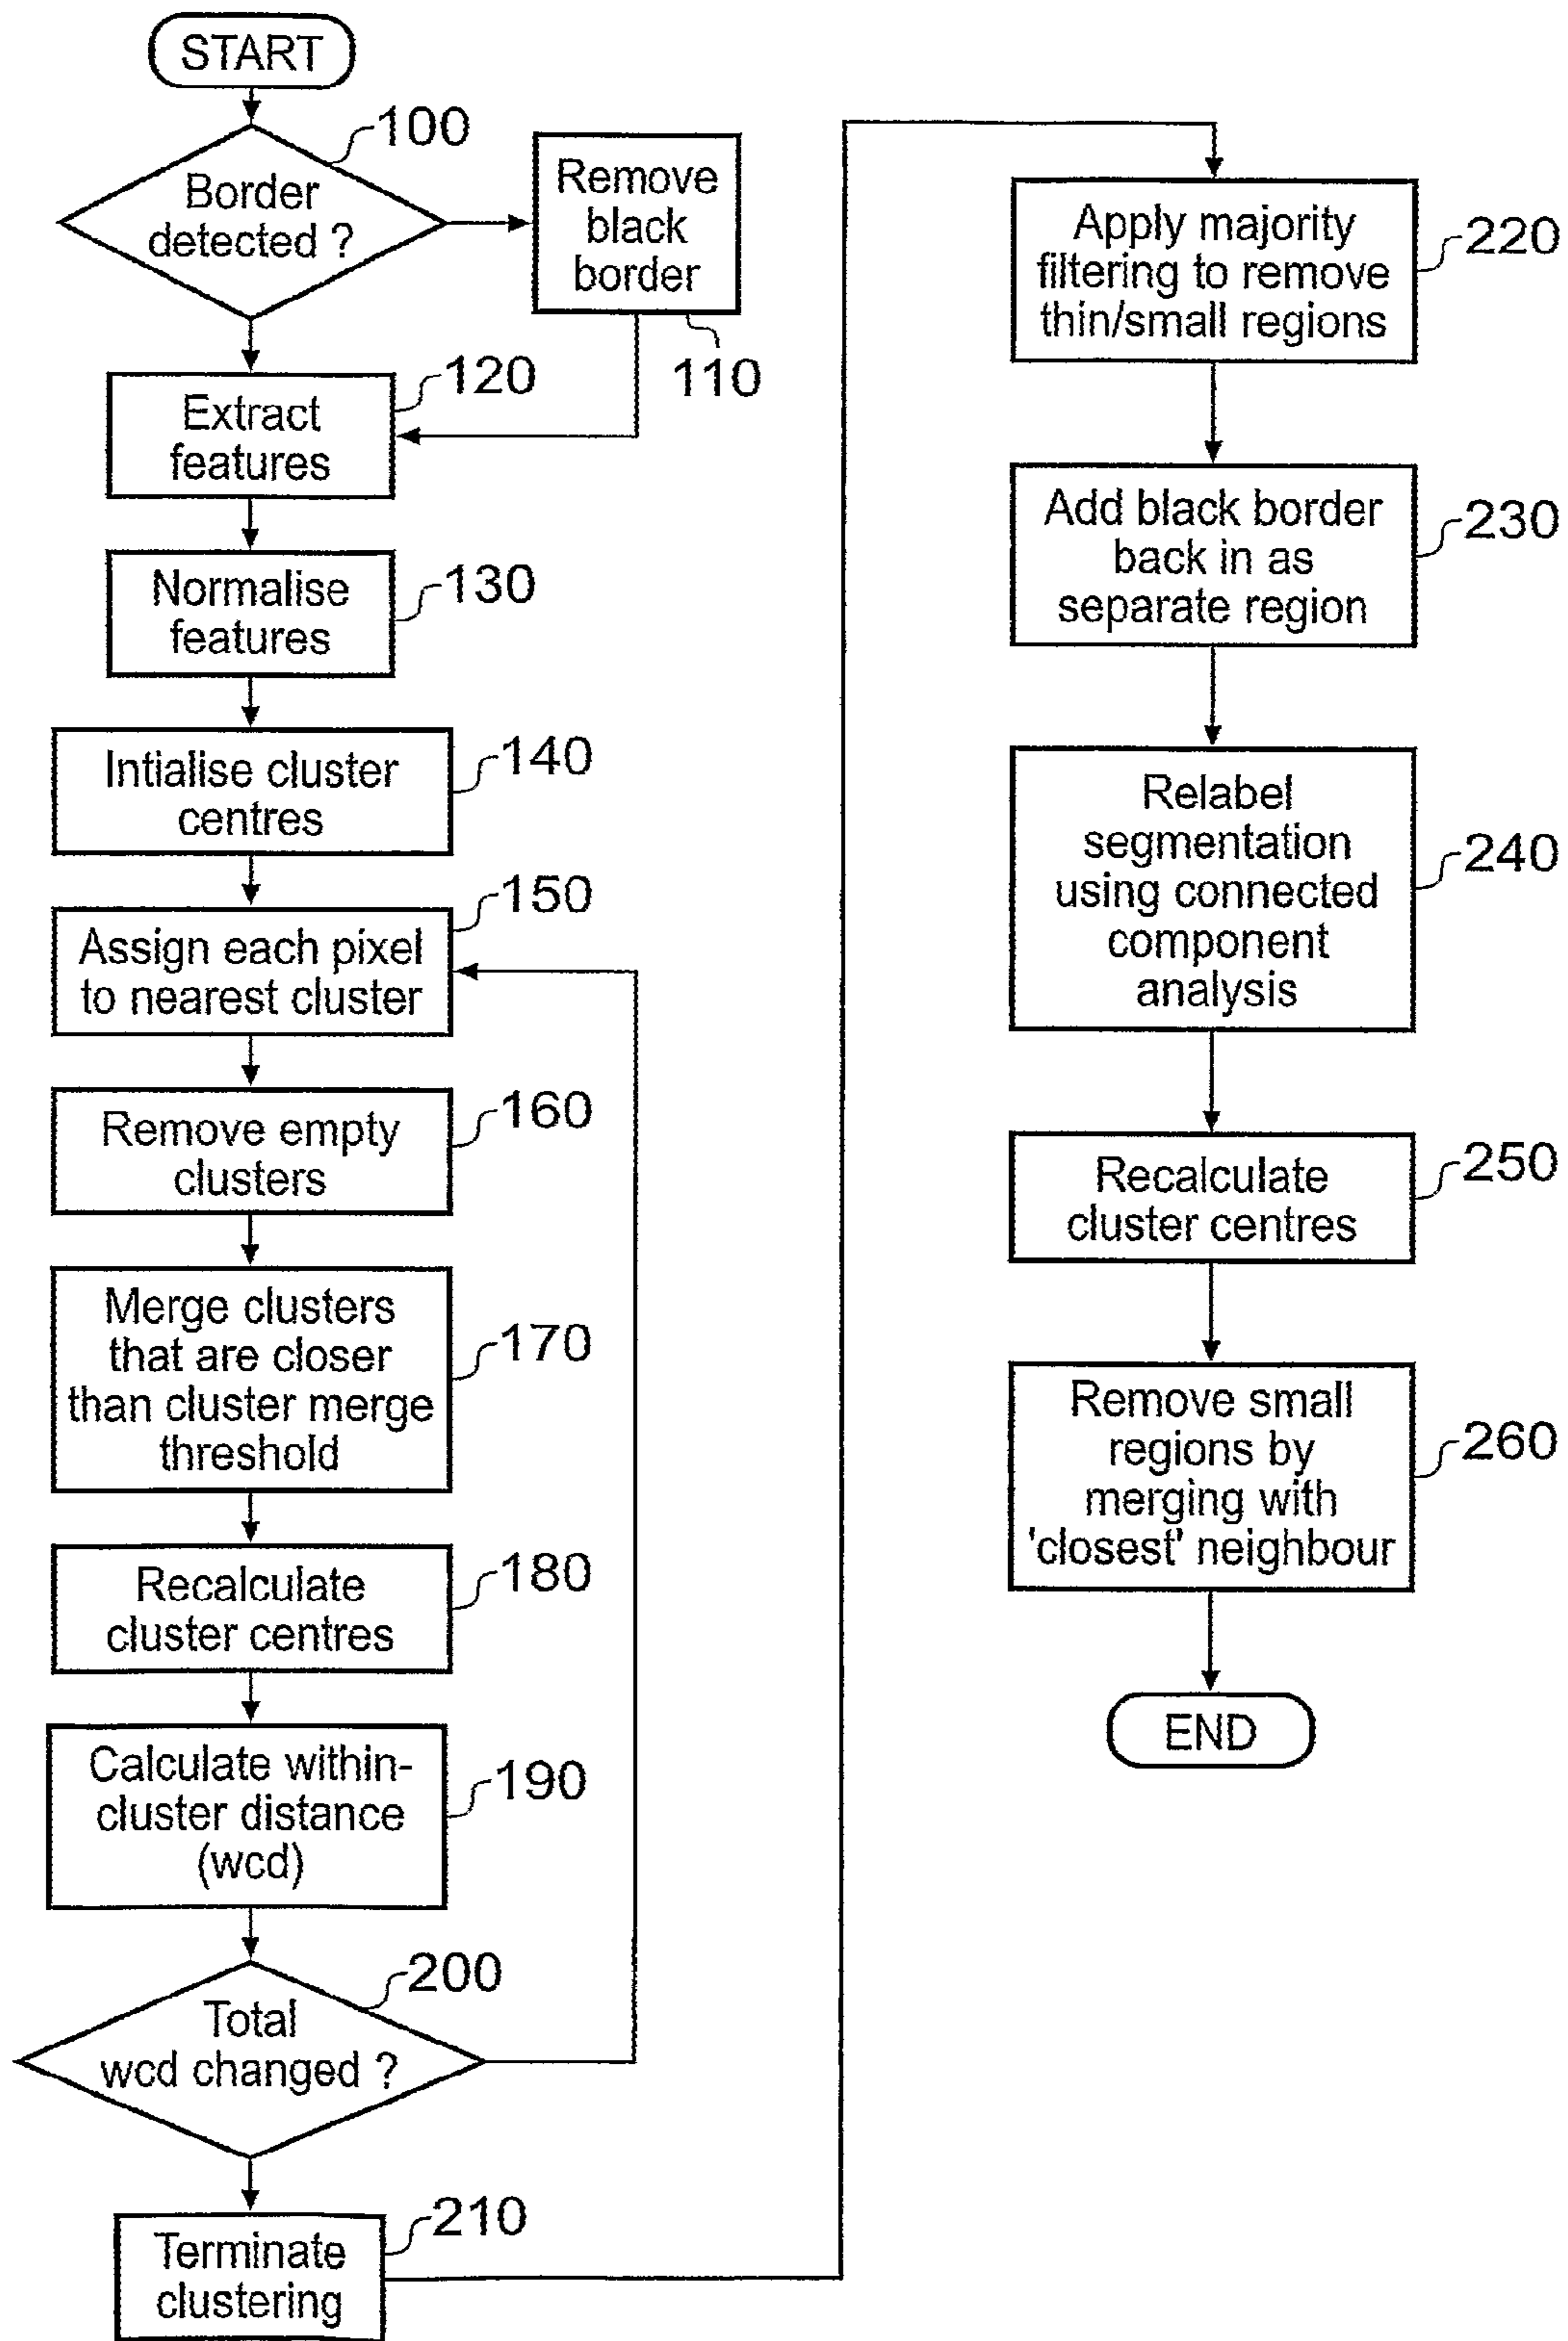 START
100
Border
detected ?
Remove
black
border
110
120
Extract
features
130
Normalise
features
140
Intialise cluster
centres
150
Assign each pixel
to nearest cluster
160
Remove empty
clusters
170
Merge clusters
that are closer
than cluster merge
threshold
180
Recalculate
cluster centres
190
Calculate within-
cluster distance
(wcd)
200
Total
wcd changed ?
210
Terminate
clustering
220
Apply majority
filtering to remove
thin/small regions
230
Add black border
back in as
separate region
240
Relabel
segmentation
using connected
component
analysis
250
Recalculate
cluster centres
260
Remove small
regions by
merging with
'closest' neighbour
END